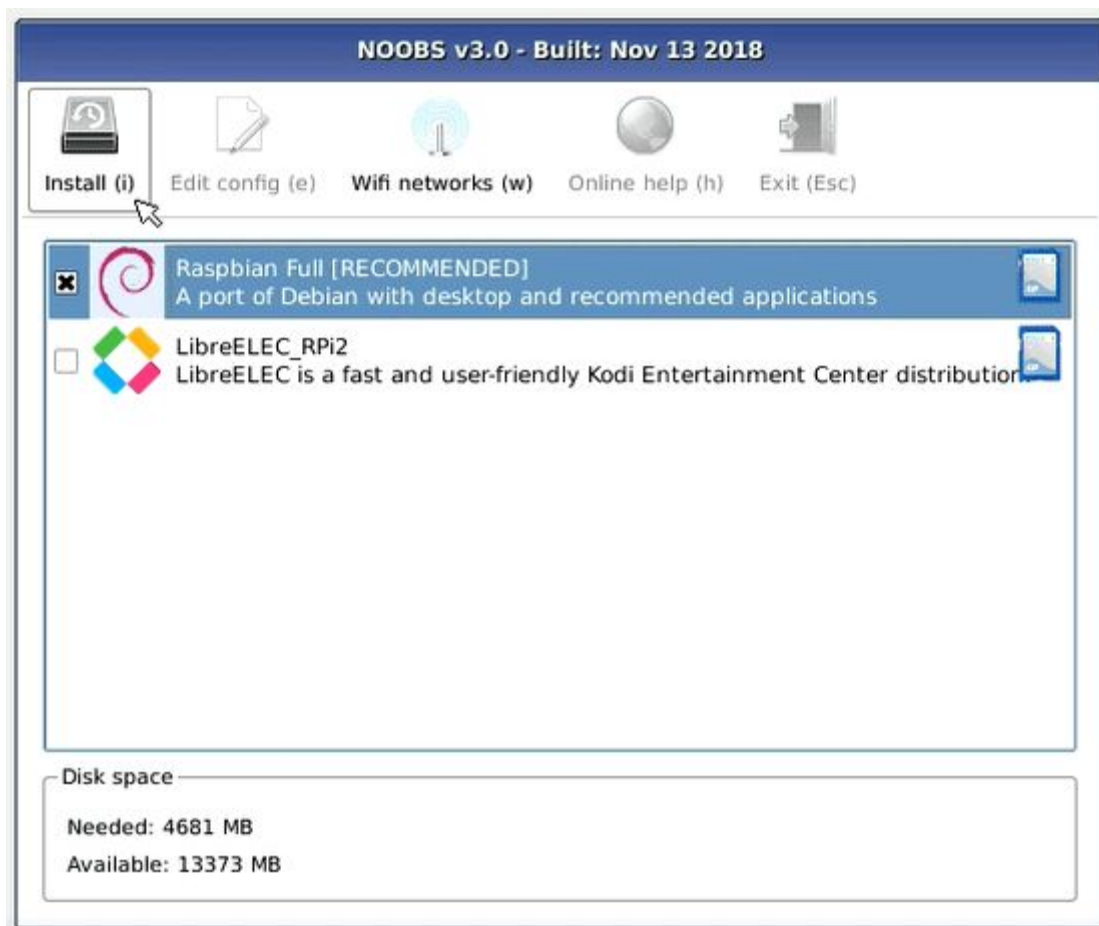 NOOBS v3.0 - Built: Nov 13 2018
Install (i) Edit config (e) Wifi networks (w) Online help (h) Exit (Esc)
Raspbian Full [RECOMMENDED]
A port of Debian with desktop and recommended applications
LibreELEC_RPi2
LibreELEC is a fast and user-friendly Kodi Entertainment Center distribution.
Disk space
Needed: 4681 MB
Available: 13373 MB